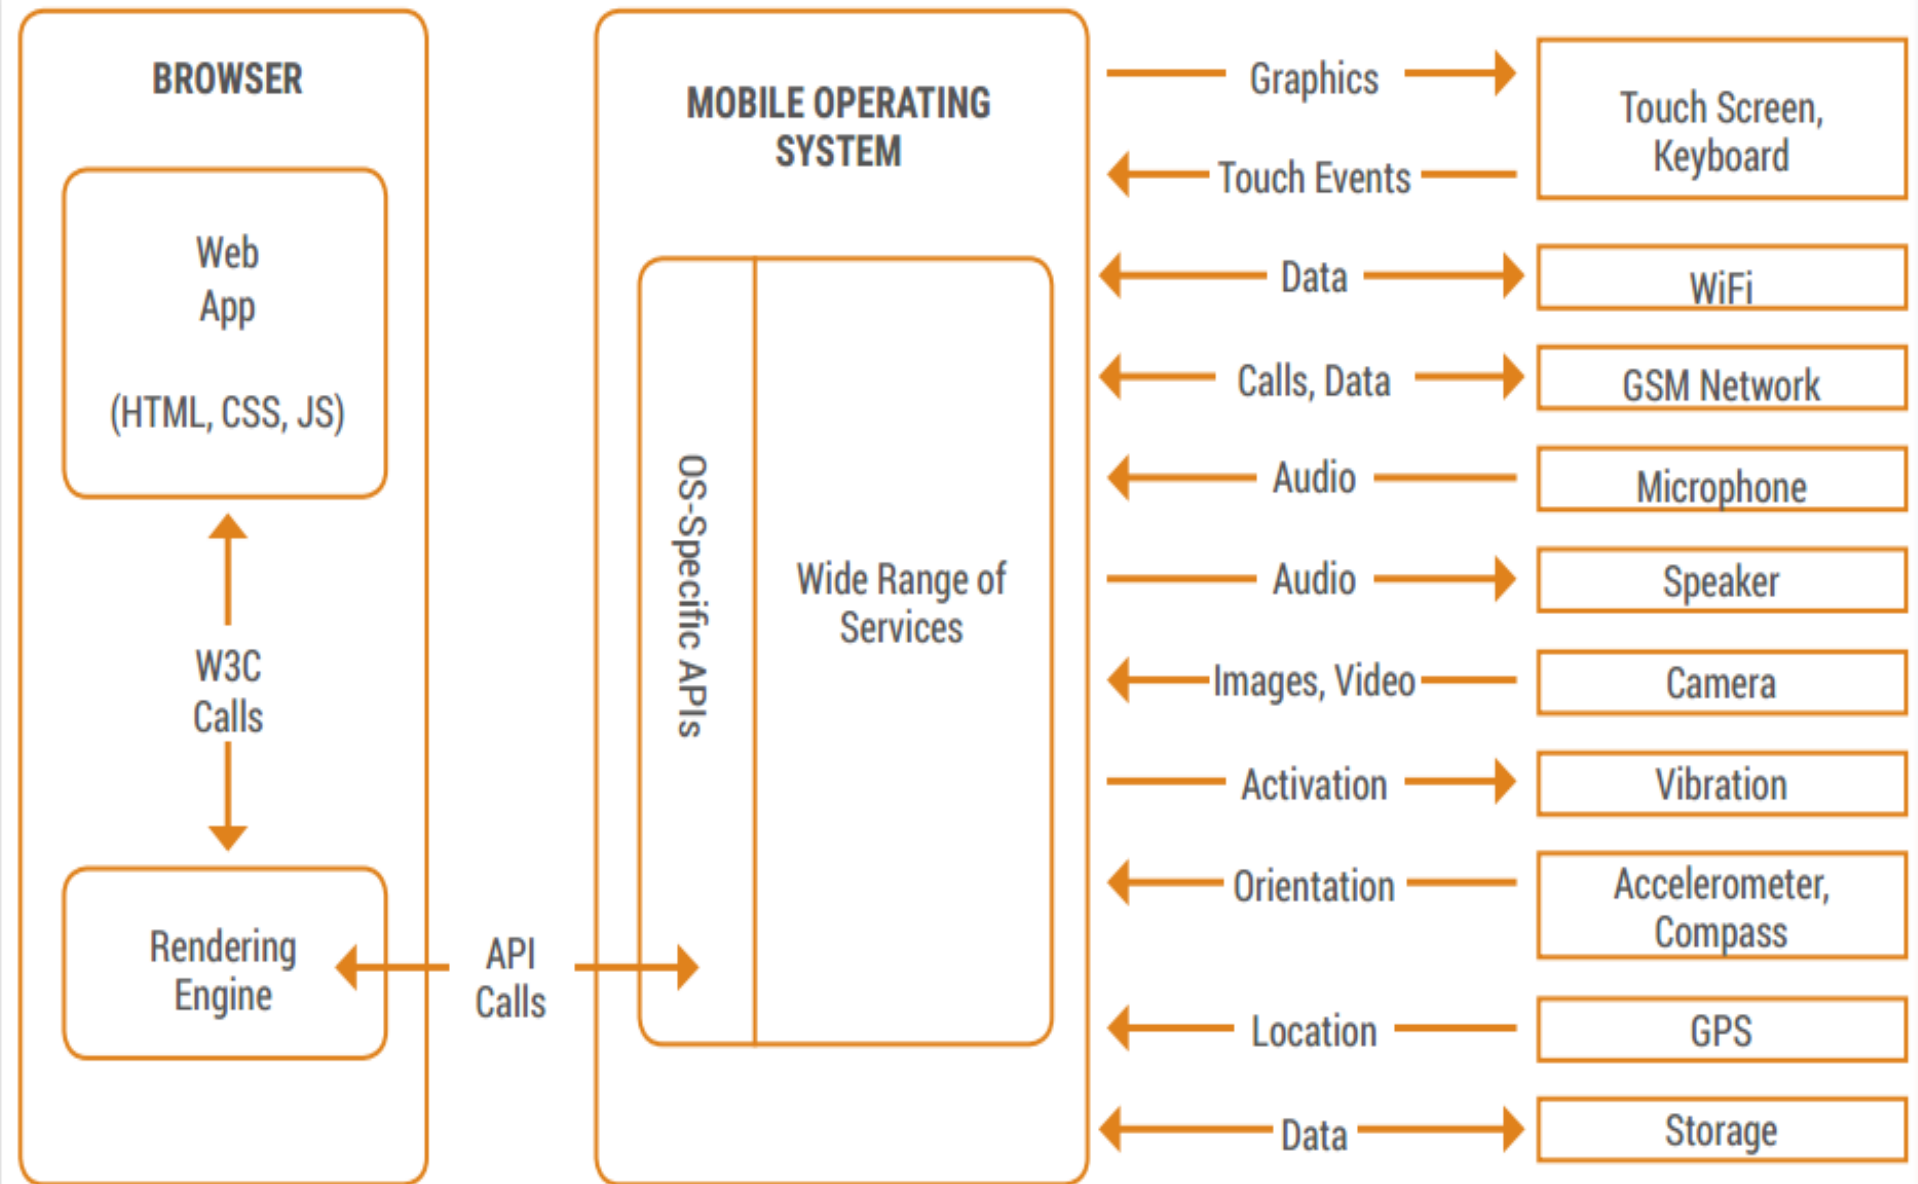 BROWSER
Web
App
(HTML, CSS, JS)
W3C
Calls
Rendering
Engine
API
Calls
MOBILE OPERATING
SYSTEM
OS-Specific APIs
Wide Range of
Services
Graphics
Touch Events
Touch Screen,
Keyboard
Data
WiFi
Calls, Data
GSM Network
Audio
Microphone
Audio
Speaker
Images, Video
Camera
Activation
Vibration
Orientation
Accelerometer,
Compass
Location
GPS
Data
Storage